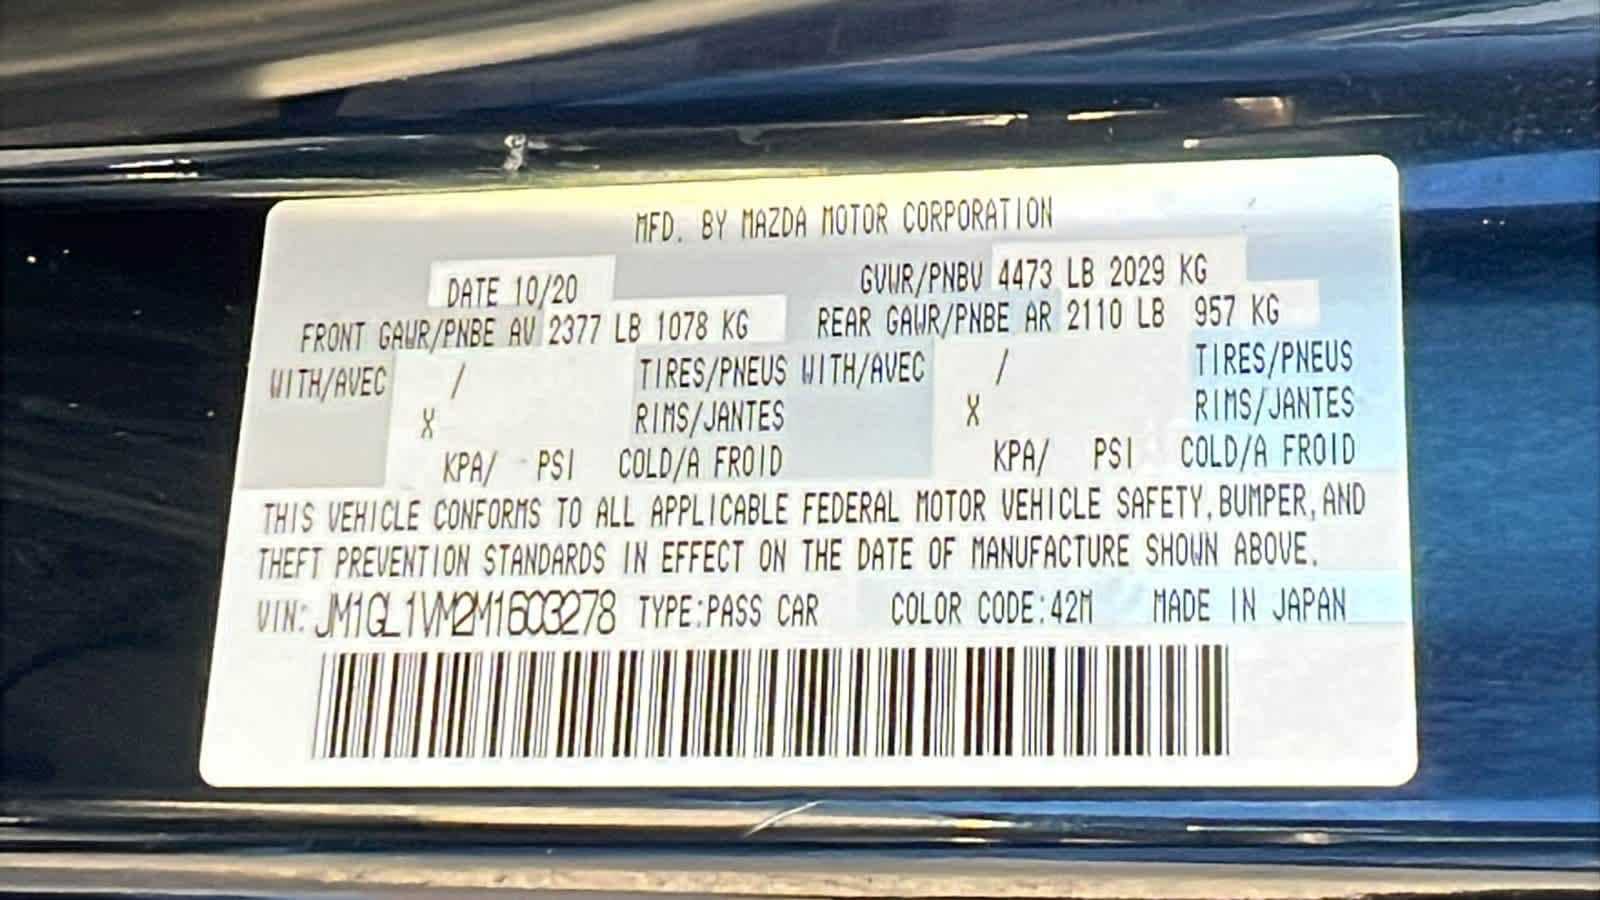 MFD. BY MAZDA MOTOR CORPORATION
DATE 10/20 GVWR/PNBV 4473 LB 2029 KG
FRONT GAWR/PNBE AV 2377 LB 1078 KG REAR GAWR/PNBE AR 2110 LB 957 KG
WITH/AVEC / TIRES/PNEUS WITH/AVEC / TIRES/PNEUS
X RIMS/JANTES X RIMS/JANTES
KPA/ PSI COLD/A FROID KPA/ PSI COLD/A FROID
THIS VEHICLE CONFORMS TO ALL APPLICABLE FEDERAL MOTOR VEHICLE SAFETY, BUMPER, AND
THEFT PREVENTION STANDARDS IN EFFECT ON THE DATE OF MANUFACTURE SHOWN ABOVE.
VIN: JM1GL1VM2M1603278 TYPE:PASS CAR COLOR CODE:42M MADE IN JAPAN